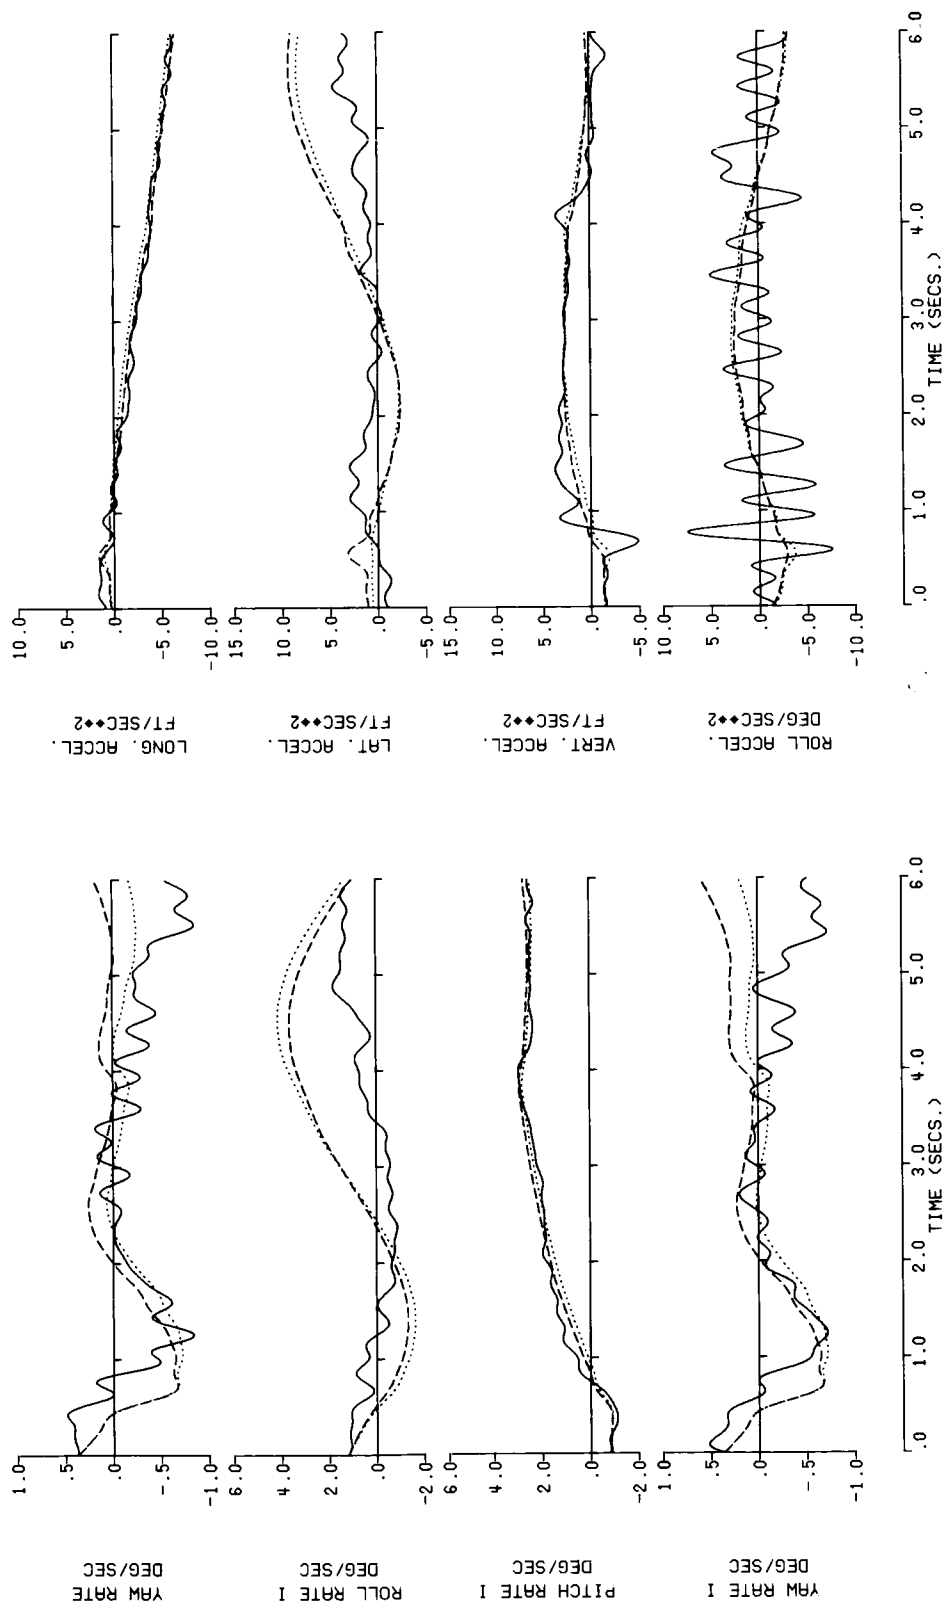 YAW RATE
DEG/SEC
1.0
.5
.0
-.5
-1.0
ROLL RATE I
DEG/SEC
6.0
4.0
2.0
.0
-2.0
PITCH RATE I
DEG/SEC
6.0
4.0
2.0
.0
-2.0
YAW RATE I
DEG/SEC
1.0
.5
.0
-.5
-1.0
.0 1.0 2.0 3.0 4.0 5.0 6.0
TIME (SECS.)
LONG. ACCEL.
FT/SEC♦♦2
10.0
5.0
.0
-5.0
-10.0
LAT. ACCEL.
FT/SEC♦♦2
15.0
10.0
5.0
.0
-5.0
VERT. ACCEL.
FT/SEC♦♦2
15.0
10.0
5.0
.0
-5.0
ROLL ACCEL.
DEG/SEC♦♦2
10.0
5.0
.0
-5.0
-10.0
.0 1.0 2.0 3.0 4.0 5.0 6.0
TIME (SECS.)